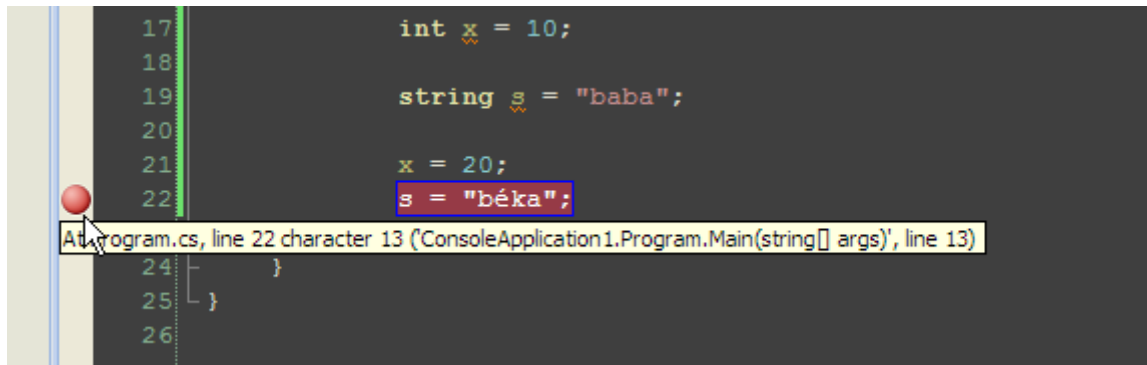 17 int x = 10;
18
19 string s = "baba";
20
21 x = 20;
22 s = "béka";
At Program.cs, line 22 character 13 ('ConsoleApplication1.Program.Main(string[] args)', line 13)
24 }
25 }
26